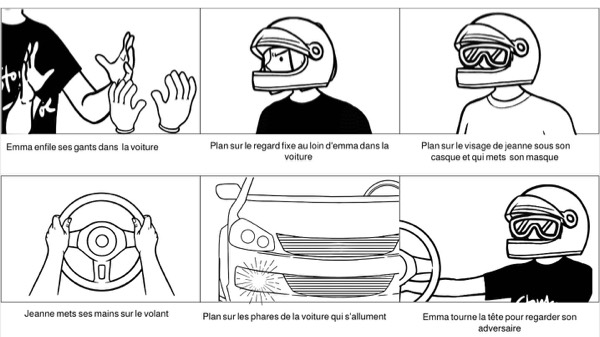 Emma enfile ses gants dans la voiture
Plan sur le regard fixe au loin d'emma dans la
voiture
Plan sur le visage de jeanne sous son
casque et qui mets son masque
Jeanne mets ses mains sur le volant
Plan sur les phares de la voiture qui s'allument
Emma tourne la tête pour regarder son
adversaire